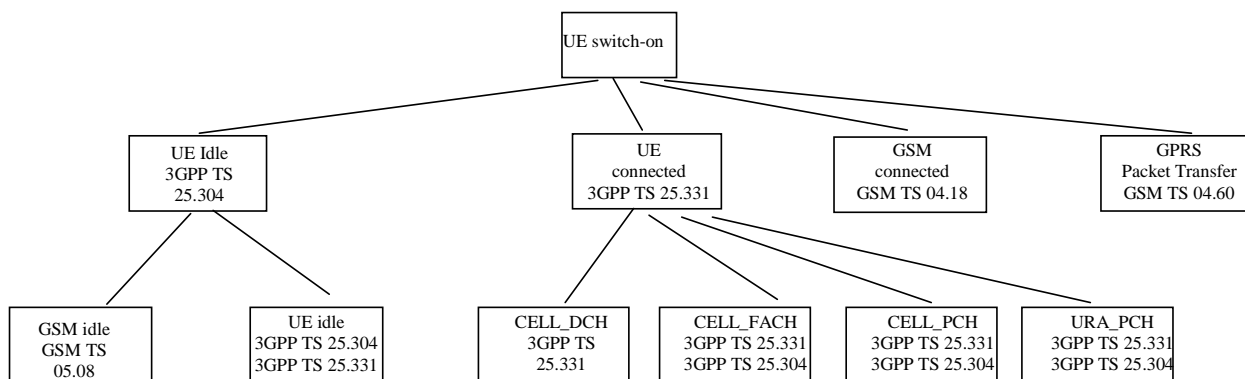 UE switch-on
UE Idle
3GPP TS
25.304
UE
connected
3GPP TS 25.331
GSM
connected
GSM TS 04.18
GPRS
Packet Transfer
GSM TS 04.60
GSM idle
GSM TS
05.08
UE idle
3GPP TS 25.304
3GPP TS 25.331
CELL_DCH
3GPP TS
25.331
CELL_FACH
3GPP TS 25.331
3GPP TS 25.304
CELL_PCH
3GPP TS 25.331
3GPP TS 25.304
URA_PCH
3GPP TS 25.331
3GPP TS 25.304